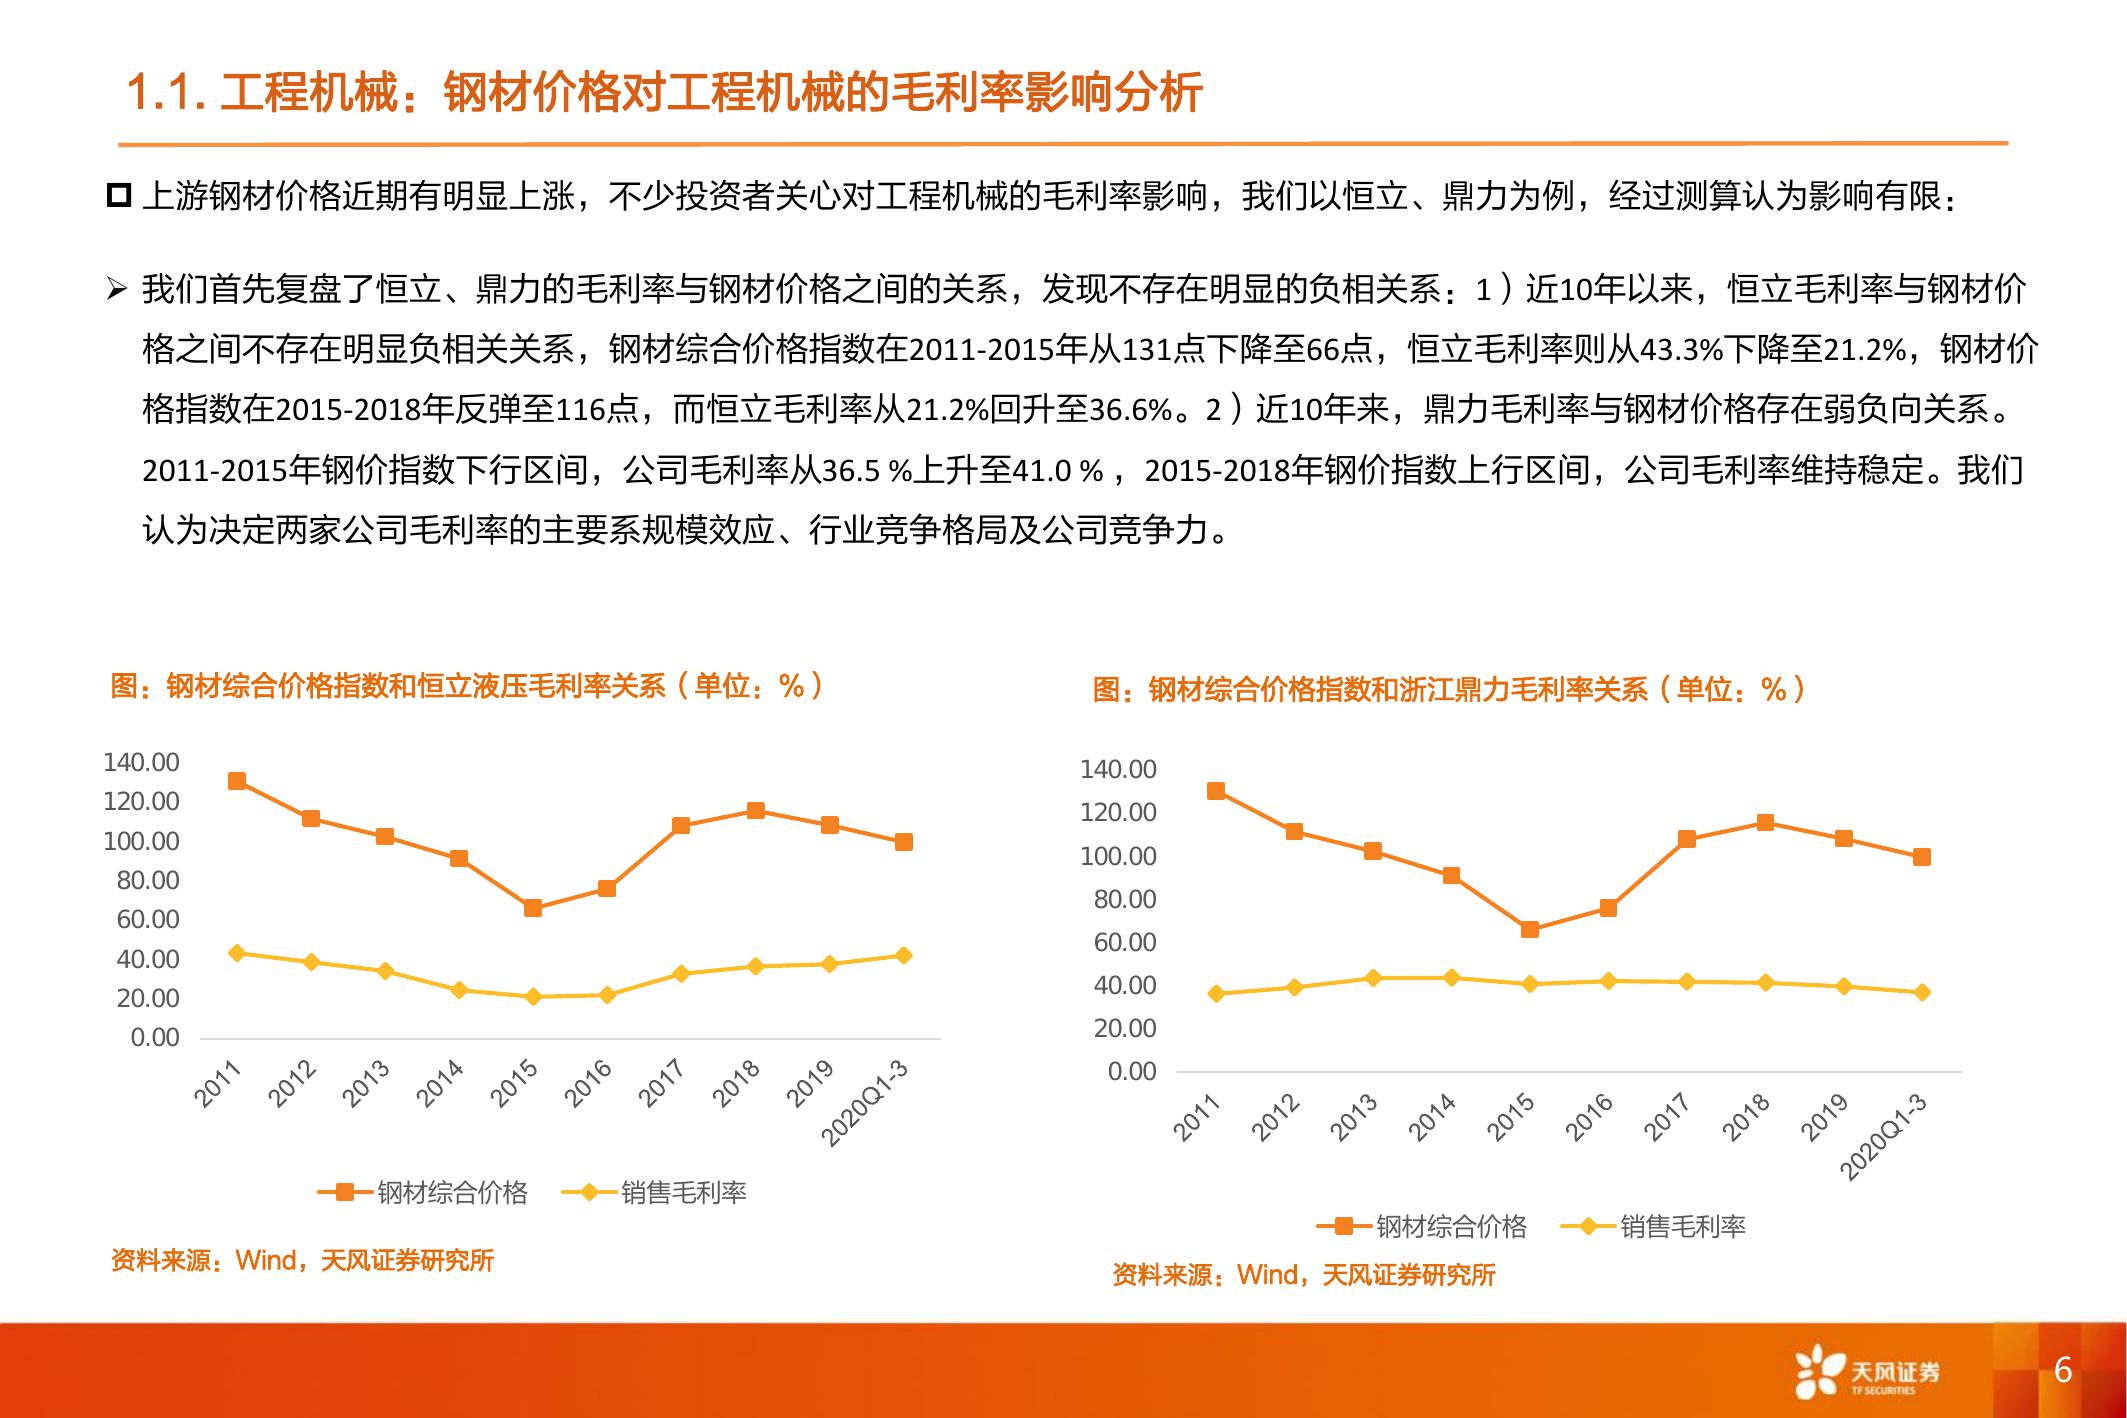 1.1. 工程机械：钢材价格对工程机械的毛利率影响分析
上游钢材价格近期有明显上涨，不少投资者关心对工程机械的毛利率影响，我们以恒立、鼎力为例，经过测算认为影响有限：
我们首先复盘了恒立、鼎力的毛利率与钢材价格之间的关系，发现不存在明显的负相关系：1）近10年以来，恒立毛利率与钢材价
格之间不存在明显负相关关系，钢材综合价格指数在2011-2015年从131点下降至66点，恒立毛利率则从43.3%下降至21.2%，钢材价
格指数在2015-2018年反弹至116点，而恒立毛利率从21.2%回升至36.6%。2）近10年来，鼎力毛利率与钢材价格存在弱负向关系。
2011-2015年钢价指数下行区间，公司毛利率从36.5 %上升至41.0 %，2015-2018年钢价指数上行区间，公司毛利率维持稳定。我们
认为决定两家公司毛利率的主要系规模效应、行业竞争格局及公司竞争力。
图：钢材综合价格指数和恒立液压毛利率关系（单位：%）
140.00
120.00
100.00
80.00
60.00
40.00
20.00
0.00
2011 2012 2013 2014 2015 2016 2017 2018 2019 2020Q1-3
钢材综合价格 销售毛利率
资料来源：Wind，天风证券研究所
图：钢材综合价格指数和浙江鼎力毛利率关系（单位：%）
140.00
120.00
100.00
80.00
60.00
40.00
20.00
0.00
2011 2012 2013 2014 2015 2016 2017 2018 2019 2020Q1-3
钢材综合价格 销售毛利率
资料来源：Wind，天风证券研究所
天风证券
TF SECURITIES
6